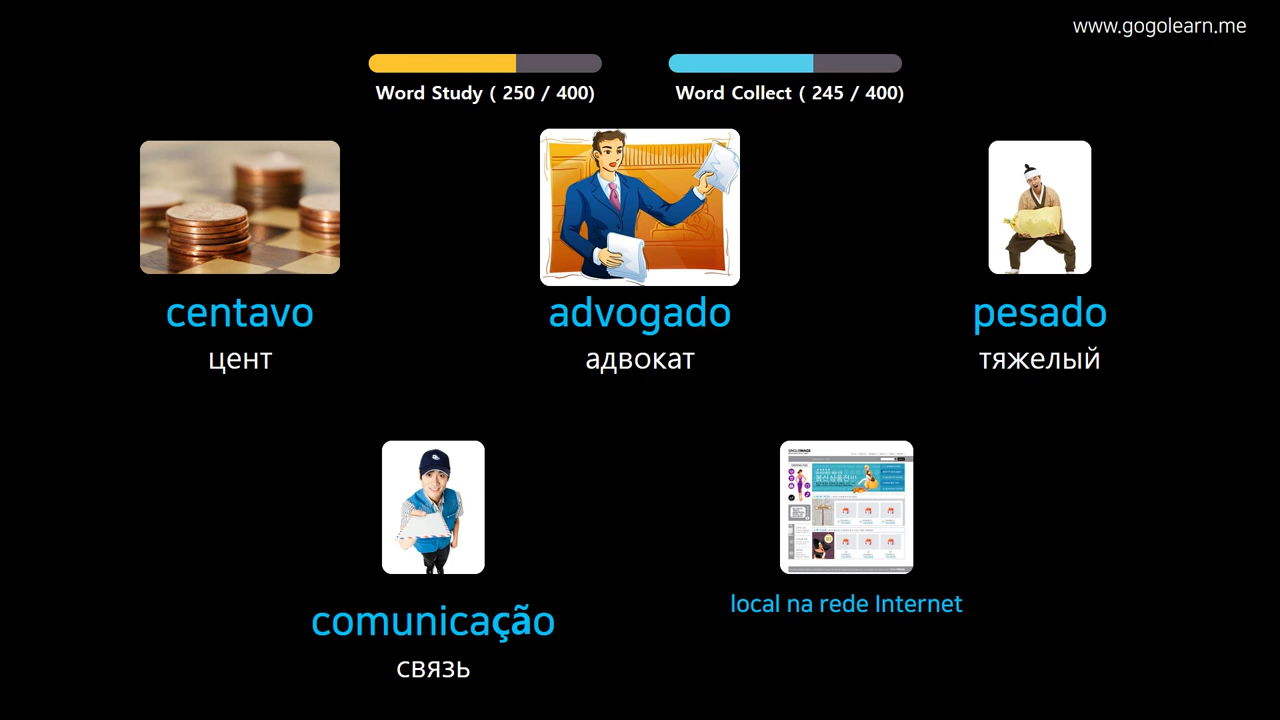 www.gogolearn.me
Word Study ( 250 / 400)
Word Collect ( 245 / 400)
centavo
цент
advogado
адвокат
pesado
тяжелый
comunicação
связь
local na rede Internet